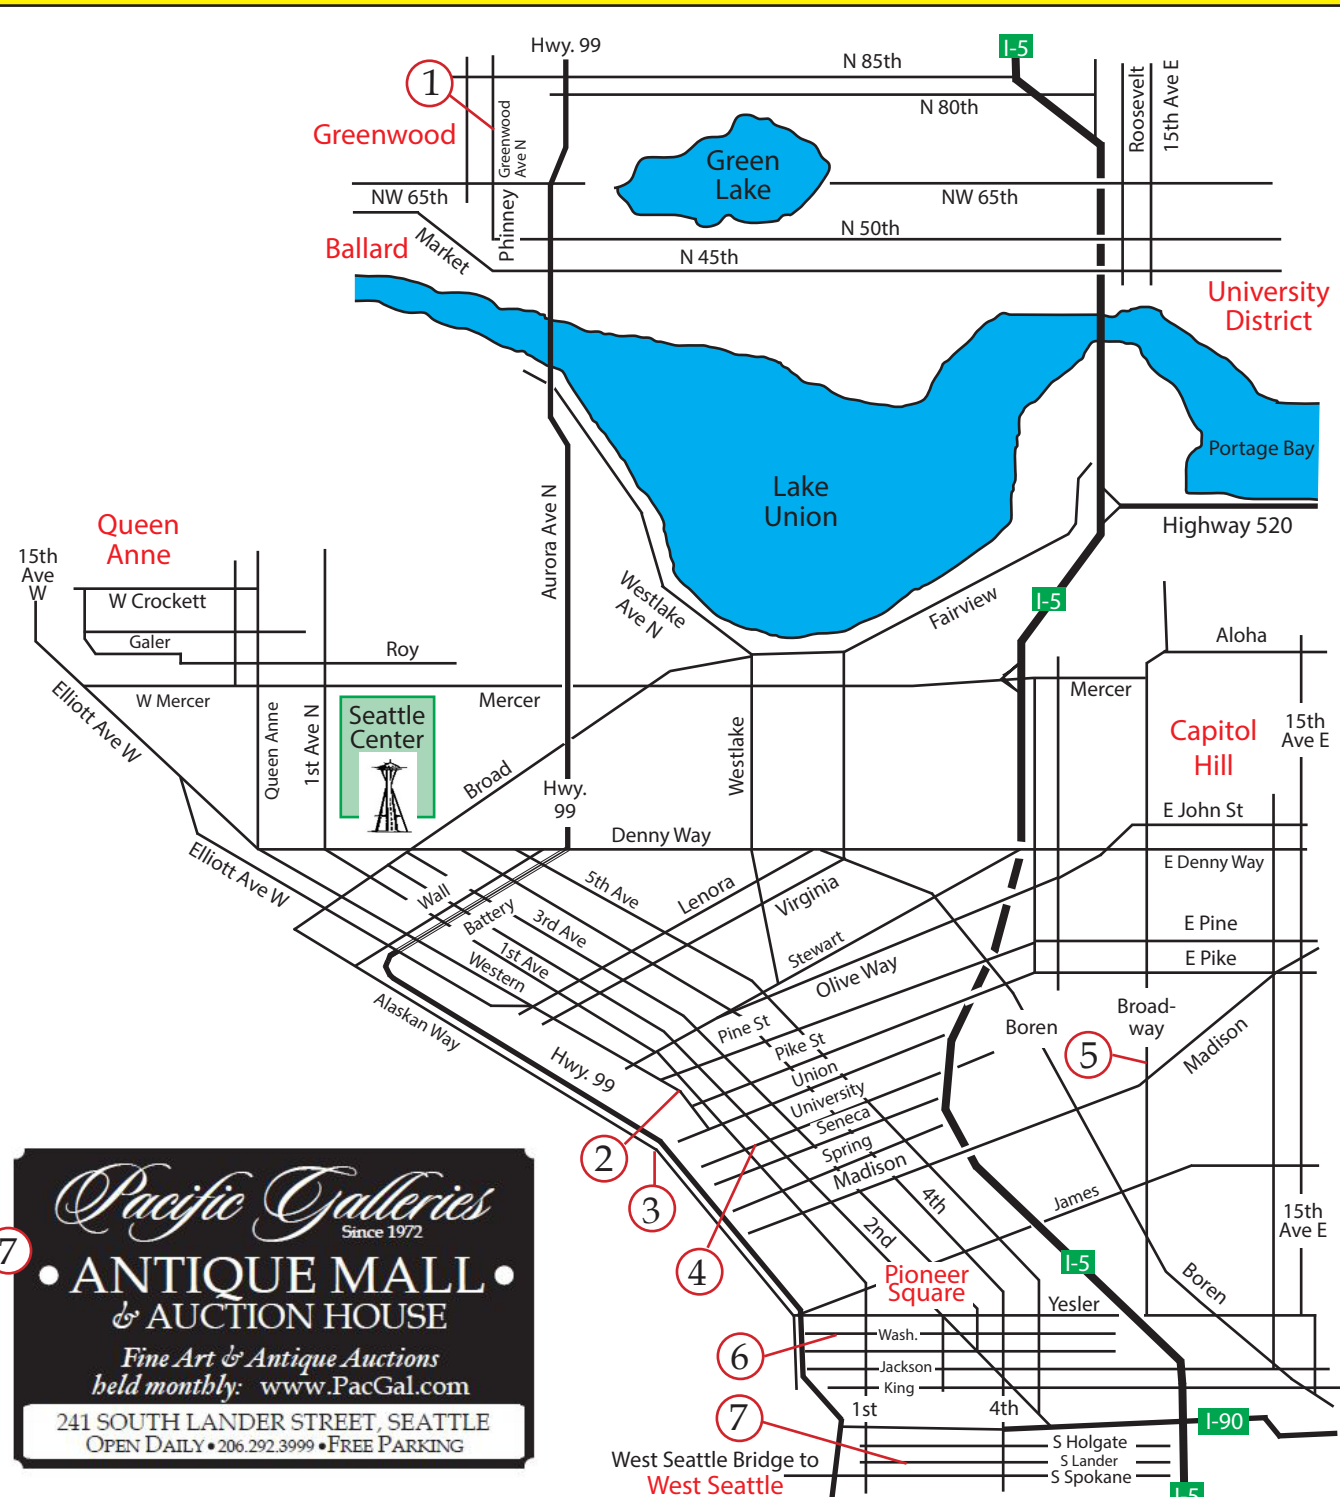 Hwy. 99
I-5
N 85th
N 80th
1
Greenwood
Greenwood
Ave N
Roosevelt
15th Ave E
Green
Lake
NW 65th
NW 65th
Phinney
N 50th
N 45th
Ballard
Market
University
District
Portage Bay
Lake
Union
Highway 520
Aurora Ave N
Queen
Anne
15th
Ave
W
W Crockett
Galer
Roy
Westlake
Ave N
Fairview
I-5
Aloha
W Mercer
Mercer
Mercer
Elliott Ave W
Queen Anne
1st Ave N
Seattle
Center
Broad
Hwy.
99
Westlake
Capitol
Hill
15th
Ave E
E John St
Denny Way
E Denny Way
Elliott Ave W
Wall
Battery
5th Ave
3rd Ave
1st Ave
Western
Lenora
Virginia
Stewart
Olive Way
E Pine
E Pike
Alaskan Way
Hwy. 99
Pine St
Pike St
Union
University
Seneca
Spring
Madison
Boren
Broad-
way
Madison
5
2
3
4
4th
2nd
James
15th
Ave E
I-5
Boren
Pioneer
Square
Yesler
Wash.
6
Jackson
King
1st
4th
7
I-90
S Holgate
S Lander
S Spokane
West Seattle Bridge to
West Seattle
I-5
7
Pacific Galleries
Since 1972
• ANTIQUE MALL •
& AUCTION HOUSE
Fine Art & Antique Auctions
held monthly: www.PacGal.com
241 SOUTH LANDER STREET, SEATTLE
OPEN DAILY • 206.292.3999 • FREE PARKING